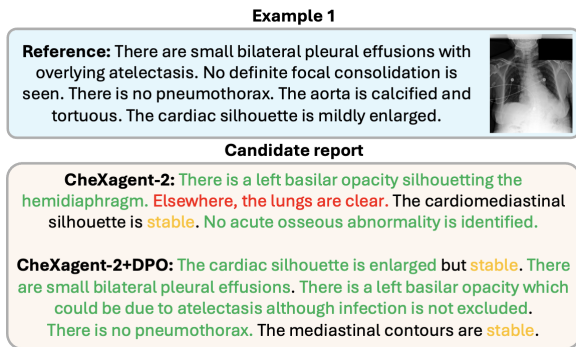 Example 1
Reference: There are small bilateral pleural effusions with
overlying atelectasis. No definite focal consolidation is
seen. There is no pneumothorax. The aorta is calcified and
tortuous. The cardiac silhouette is mildly enlarged.
Candidate report
CheXagent-2: There is a left basilar opacity silhouetting the
hemidiaphragm. Elsewhere, the lungs are clear. The cardiomediastinal
silhouette is stable. No acute osseous abnormality is identified.
CheXagent-2+DPO: The cardiac silhouette is enlarged but stable. There
are small bilateral pleural effusions. There is a left basilar opacity which
could be due to atelectasis although infection is not excluded.
There is no pneumothorax. The mediastinal contours are stable.